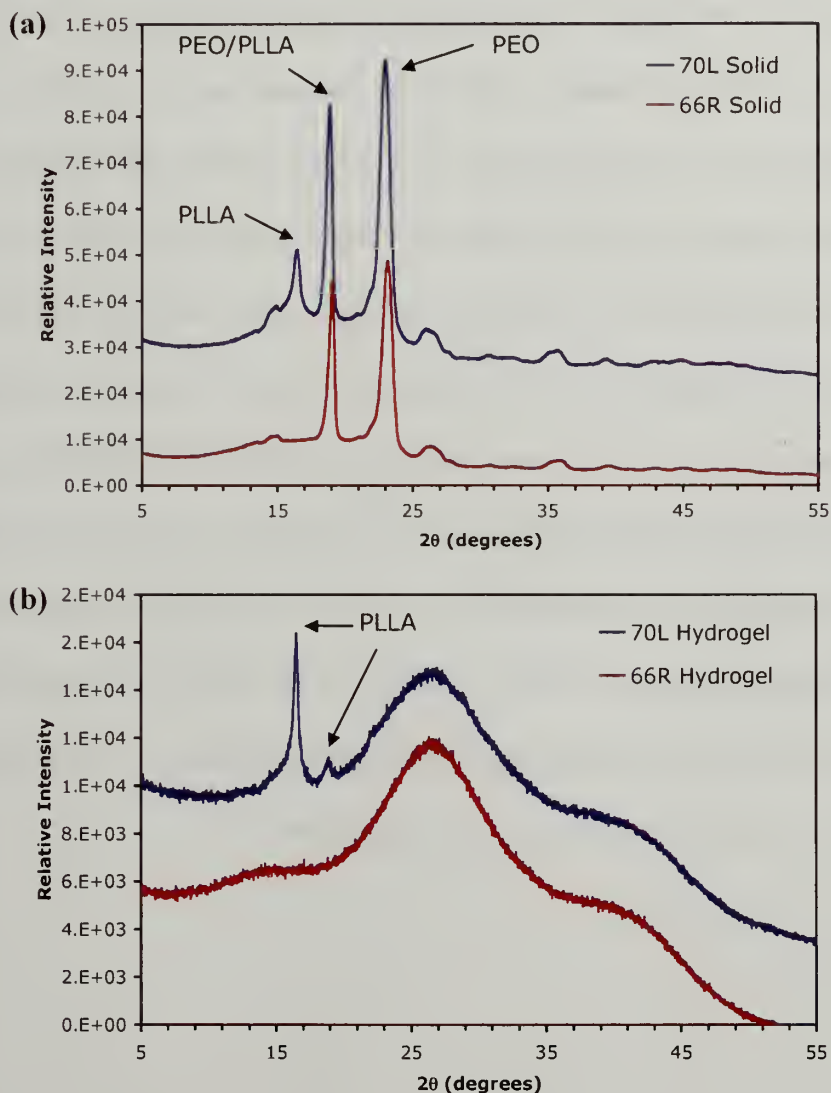 (a)
1.E+05
9.E+04
8.E+04
7.E+04
6.E+04
5.E+04
4.E+04
3.E+04
2.E+04
1.E+04
0.E+00
Relative Intensity
PEO/PLLA
PEO
PLLA
70L Solid
66R Solid
5
15
25
35
45
55
2θ (degrees)
(b)
2.E+04
2.E+04
1.E+04
1.E+04
1.E+04
8.E+03
6.E+03
4.E+03
2.E+03
0.E+00
Relative Intensity
PLLA
70L Hydrogel
66R Hydrogel
5
15
25
35
45
55
2θ (degrees)